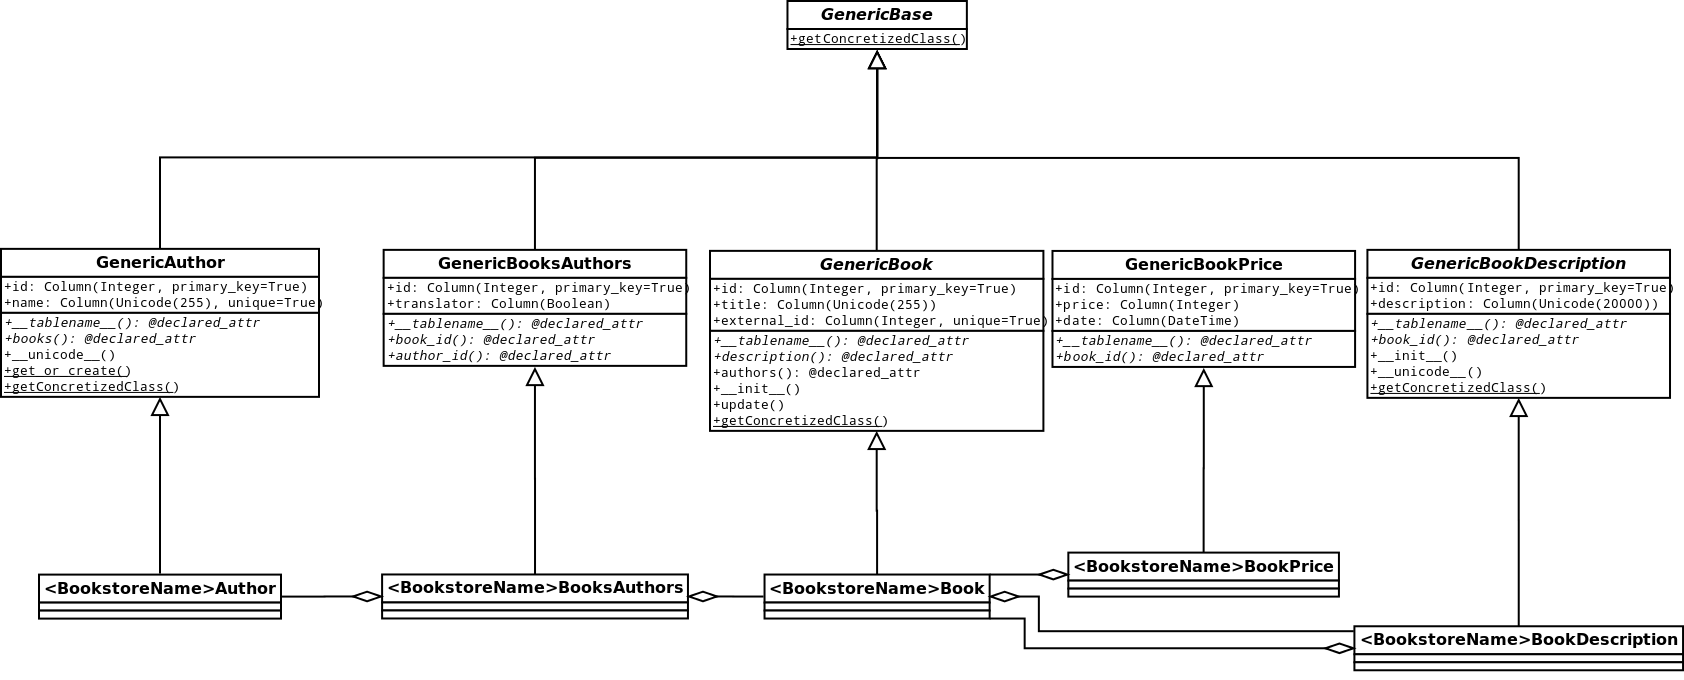 GenericBase
+getConcretizedClass()
GenericAuthor
+id: Column(Integer, primary_key=True)
+name: Column(Unicode(255), unique=True)
+__tablename__(): @declared_attr
+books(): @declared_attr
+__unicode__()
+get_or_create()
+getConcretizedClass()
GenericBooksAuthors
+id: Column(Integer, primary_key=True)
+translator: Column(Boolean)
+__tablename__(): @declared_attr
+book_id(): @declared_attr
+author_id(): @declared_attr
GenericBook
+id: Column(Integer, primary_key=True)
+title: Column(Unicode(255))
+external_id: Column(Integer, unique=True)
+__tablename__(): @declared_attr
+description(): @declared_attr
+authors(): @declared_attr
+__init__()
+update()
+getConcretizedClass()
GenericBookPrice
+id: Column(Integer, primary_key=True)
+price: Column(Integer)
+date: Column(DateTime)
+__tablename__(): @declared_attr
+book_id(): @declared_attr
GenericBookDescription
+id: Column(Integer, primary_key=True)
+description: Column(Unicode(20000))
+__tablename__(): @declared_attr
+book_id(): @declared_attr
+__init__()
+__unicode__()
+getConcretizedClass()
<BookstoreName>Author
<BookstoreName>BooksAuthors
<BookstoreName>Book
<BookstoreName>BookPrice
<BookstoreName>BookDescription